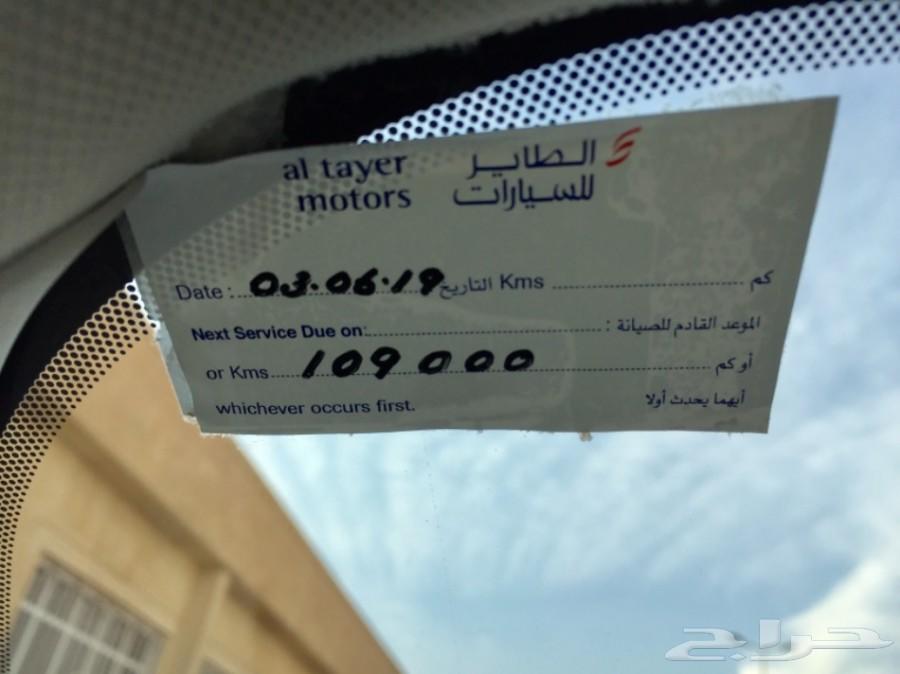 al tayer motors
الطاير للسيارات
Date : 03.06.19 التاريخ Kms كم
Next Service Due on: الموعد القادم للصيانة :
or Kms 109000 أو كم
whichever occurs first. أيهما يحدث أولا
حراج